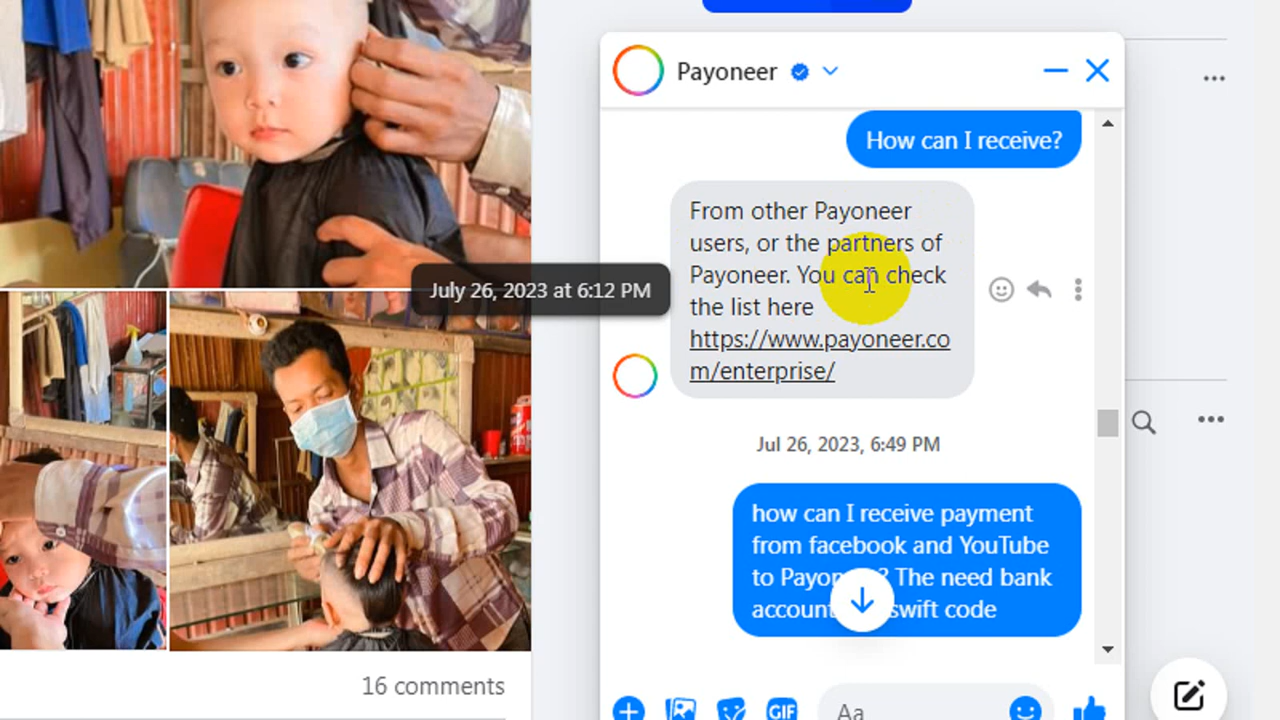 Payoneer
How can I receive?
From other Payoneer
users, or the partners of
Payoneer. You can check
the list here
https://www.payoneer.co
m/enterprise/
July 26, 2023 at 6:12 PM
Jul 26, 2023, 6:49 PM
how can I receive payment
from facebook and YouTube
to The need bank
account swift code
16 comments
GIF
Aa